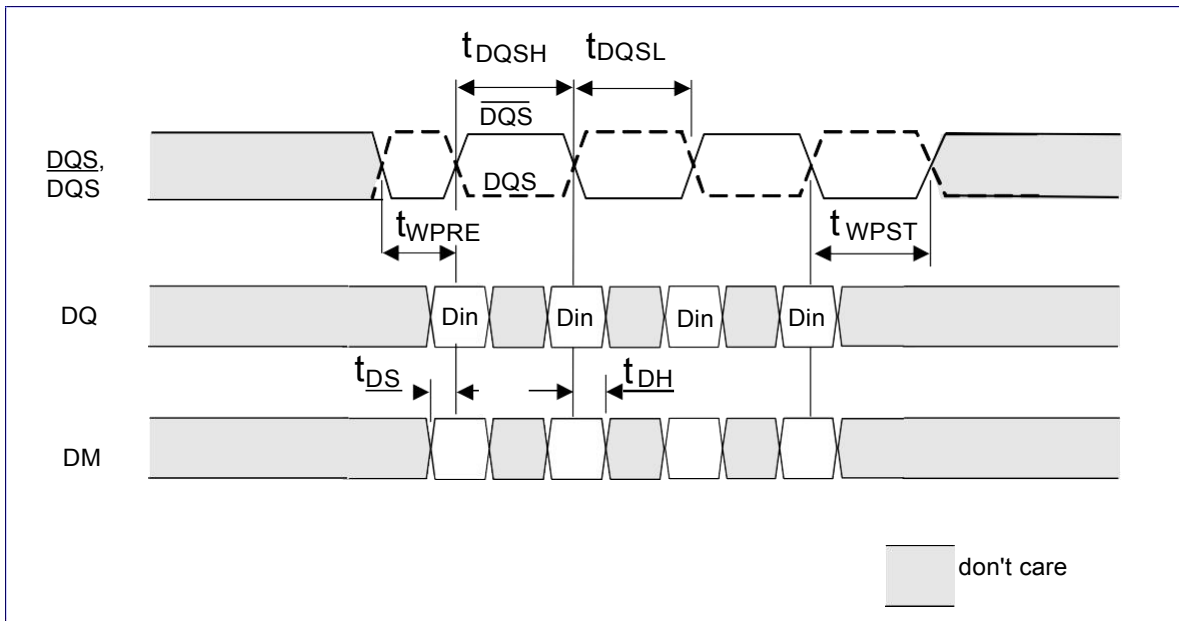 tDQSH tDQSL
DQS
DQS,
DQS
DQS
tWPRE tWPST
DQ Din Din Din Din
tDS tDH
DM
don't care